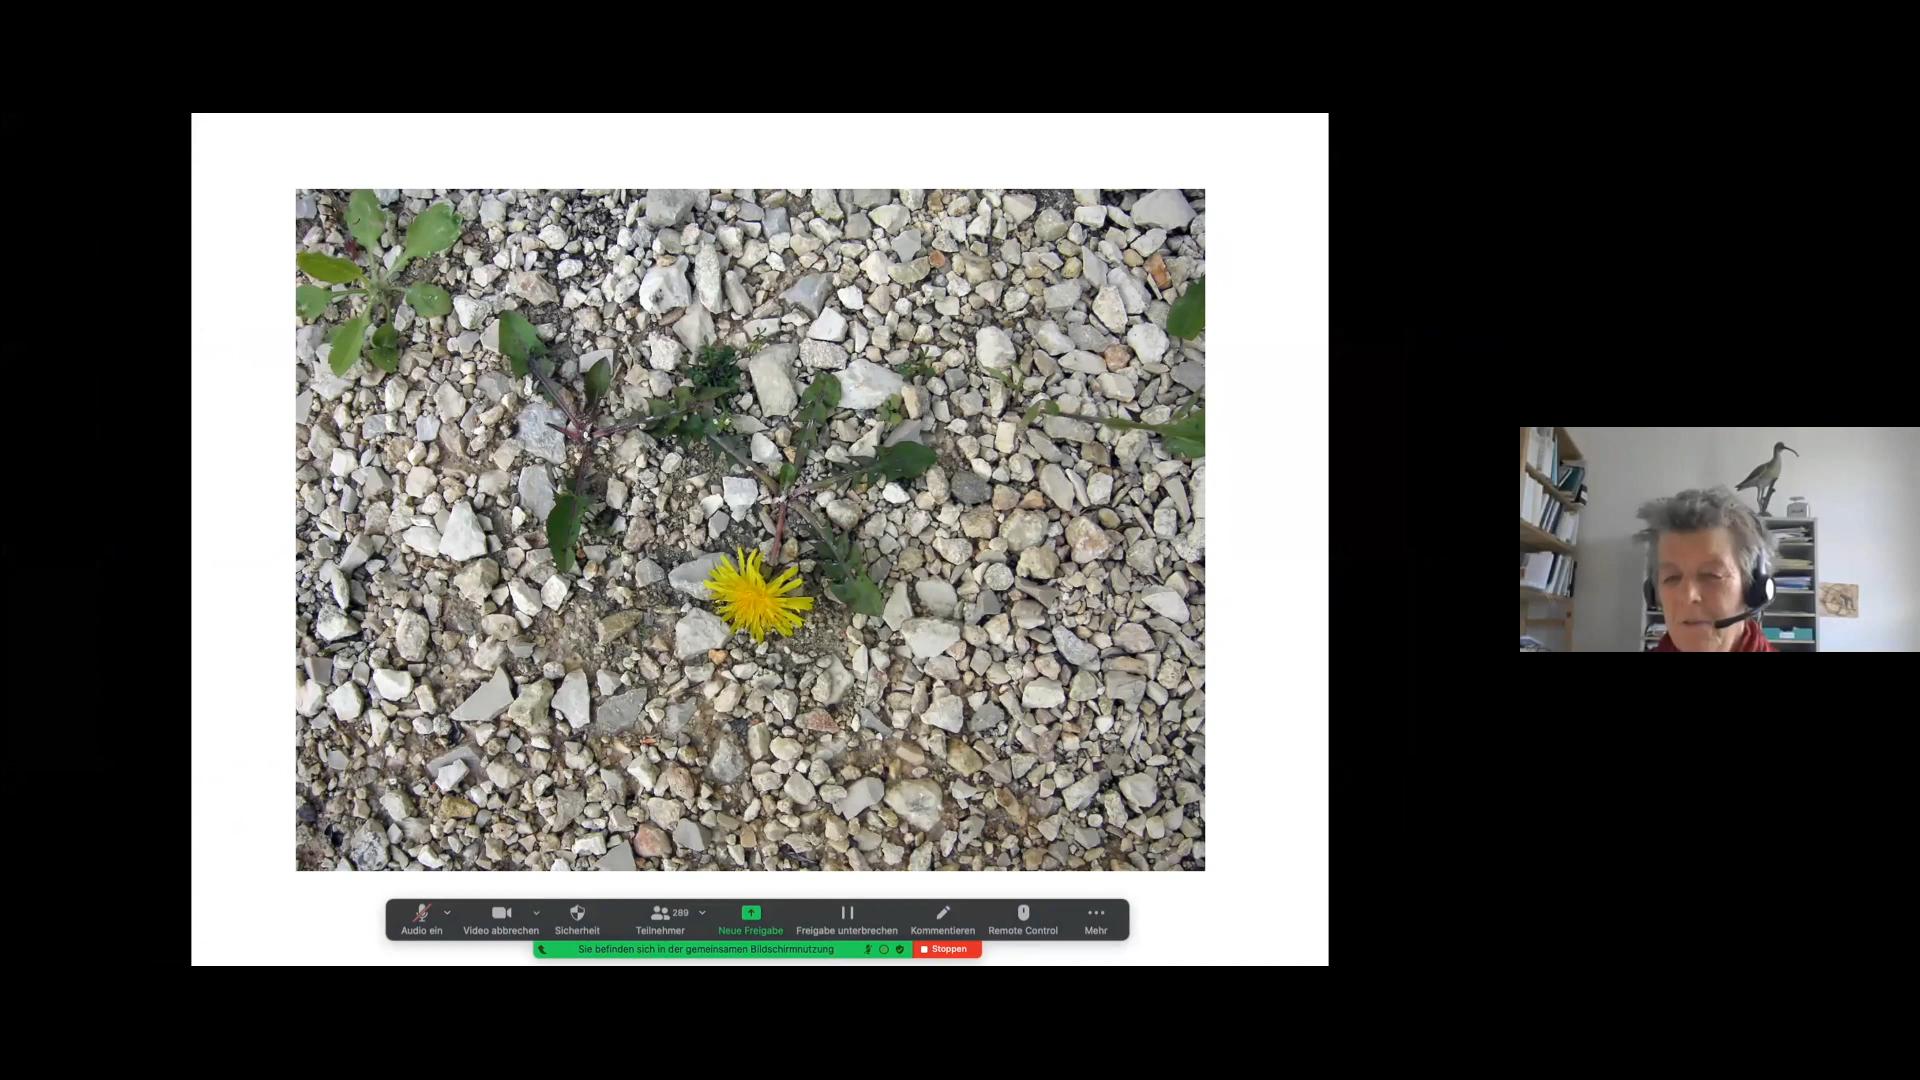 289
Audio ein Video abbrechen Sicherheit Teilnehmer Neue Freigabe Freigabe unterbrechen Kommentieren Remote Control Mehr
Sie befinden sich in der gemeinsamen Bildschirmnutzung Stoppen